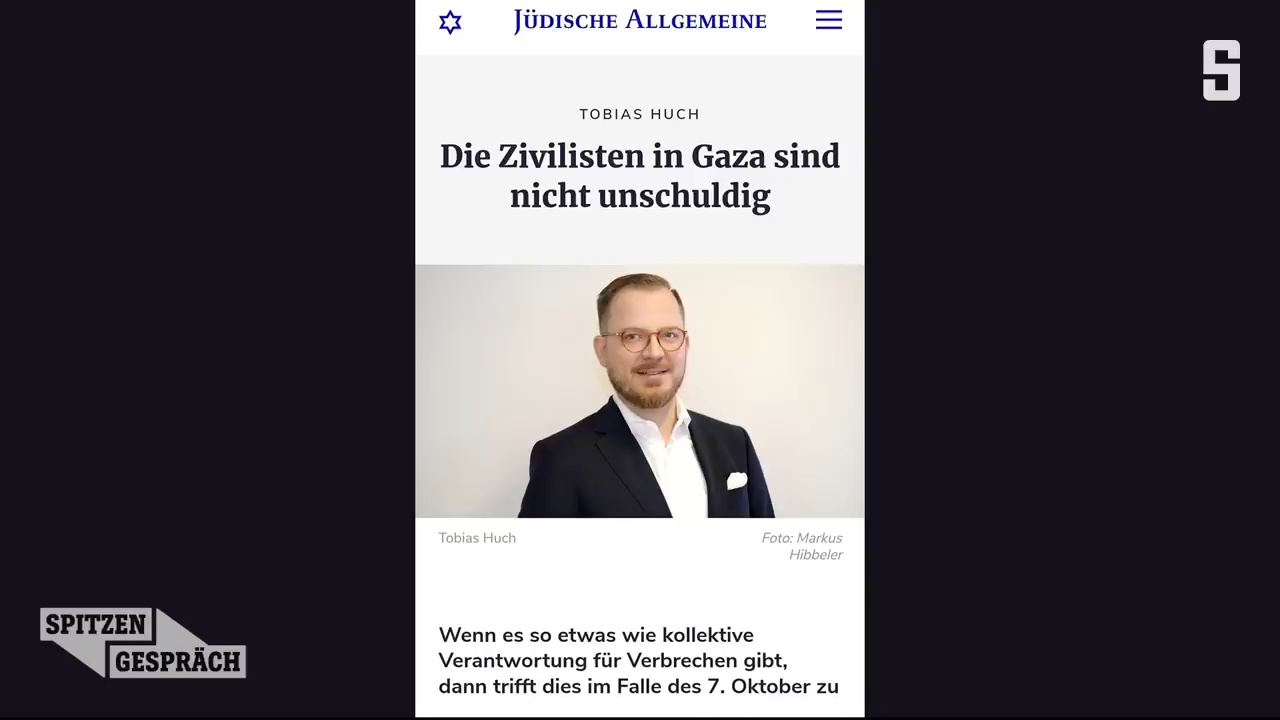 JÜDISCHE ALLGEMEINE
S
TOBIAS HUCH
Die Zivilisten in Gaza sind
nicht unschuldig
Tobias Huch
Foto: Markus
Hibbeler
SPITZEN
GESPRÄCH
Wenn es so etwas wie kollektive
Verantwortung für Verbrechen gibt,
dann trifft dies im Falle des 7. Oktober zu